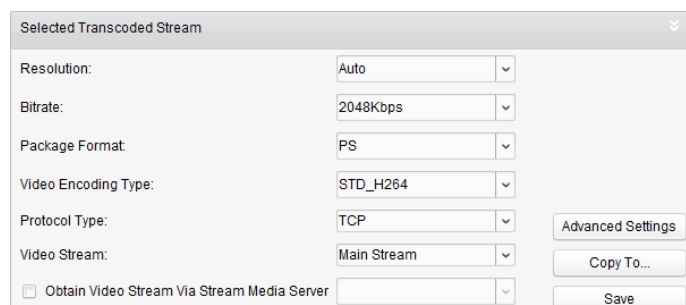 Selected Transcoded Stream
Resolution: Auto
Bitrate: 2048Kbps
Package Format: PS
Video Encoding Type: STD_H264
Protocol Type: TCP Advanced Settings
Video Stream: Main Stream Copy To...
Obtain Video Stream Via Stream Media Server Save